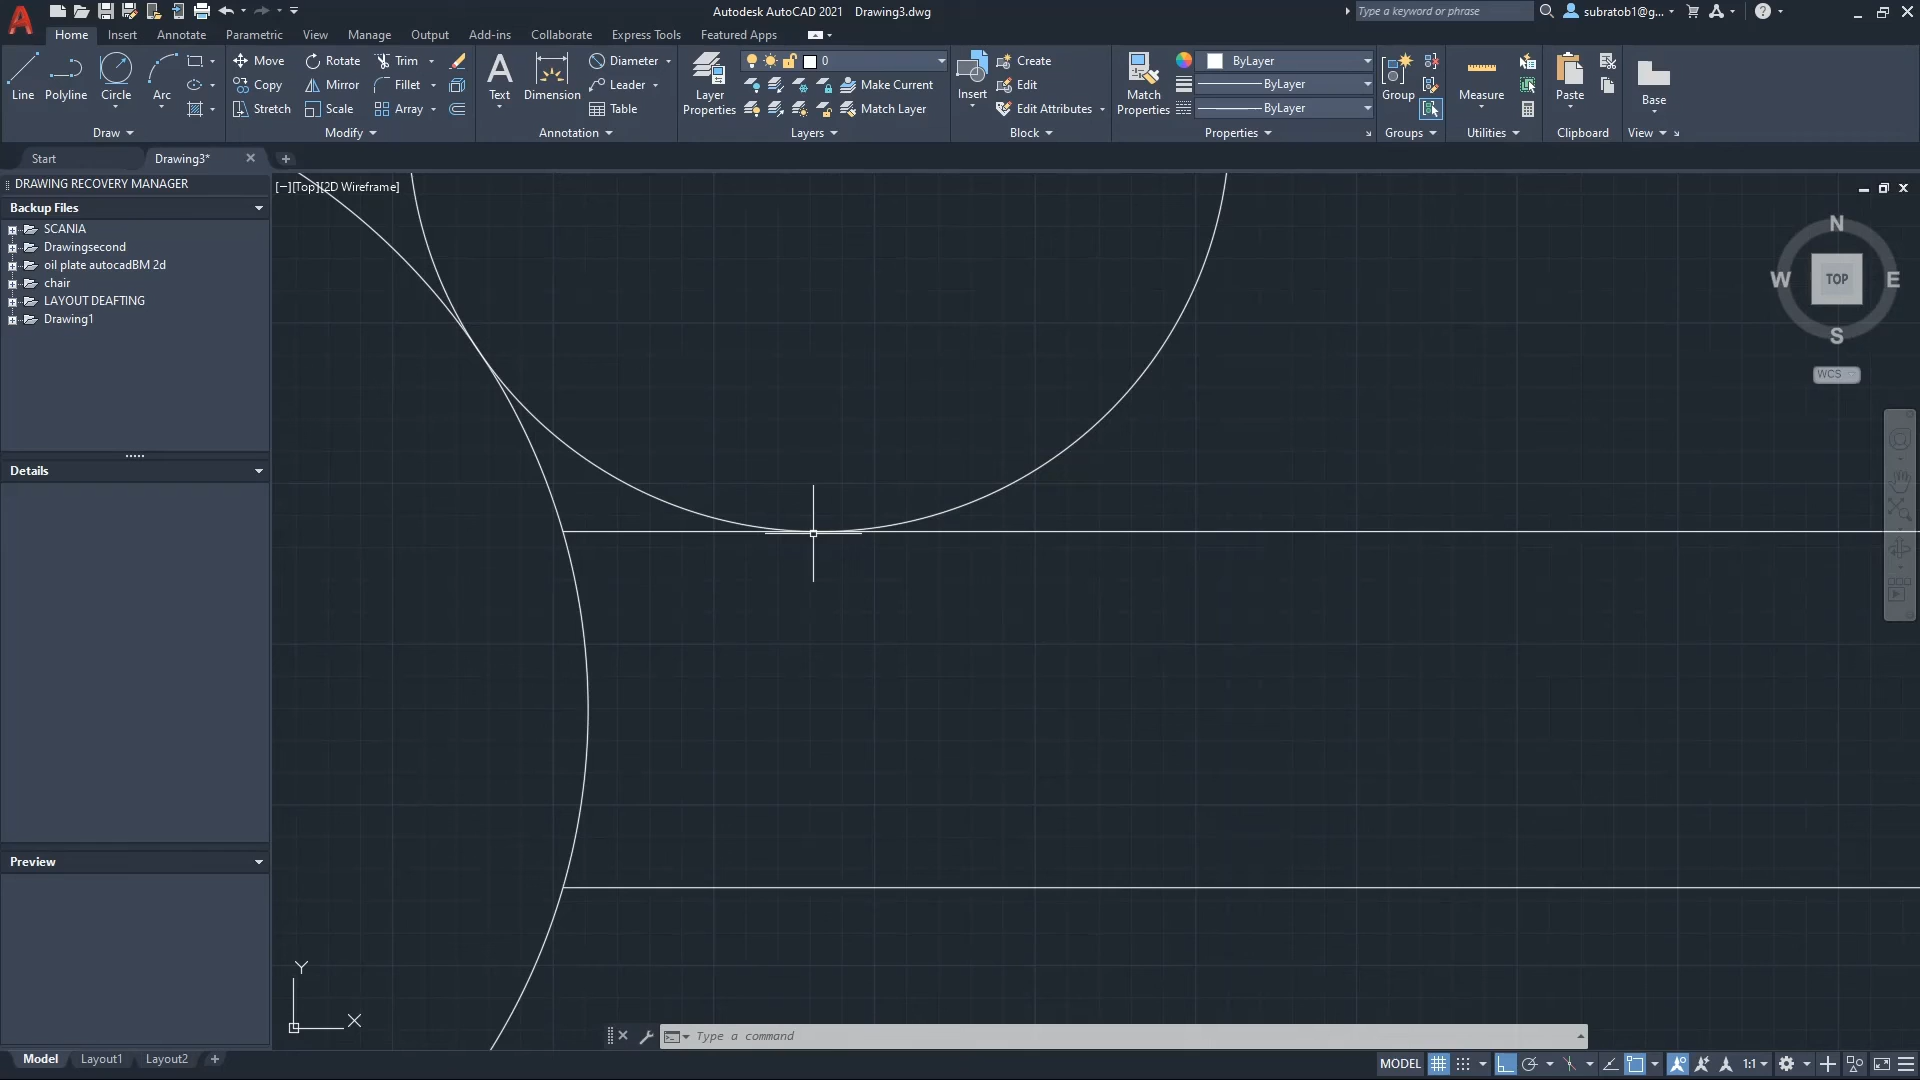 Autodesk AutoCAD 2021 Drawing3.dwg
Type a keyword or phrase
subratob1@g...
Home Insert Annotate Parametric View Manage Output Add-ins Collaborate Express Tools Featured Apps
Line Polyline Circle Arc
Draw
Move Rotate Trim
Copy Mirror Fillet
Stretch Scale Array
Modify
Text Dimension
Diameter
Leader
Table
Annotation
Layer
Properties
0
Make Current
Match Layer
Layers
Insert
Create
Edit
Edit Attributes
Block
Match
Properties
ByLayer
ByLayer
ByLayer
Properties
Group
Groups
Measure
Utilities
Paste
Clipboard
Base
View
Start Drawing3*
DRAWING RECOVERY MANAGER
Backup Files
SCANIA
Drawingsecond
oil plate autocadBM 2d
chair
LAYOUT DEAFTING
Drawing1
Details
Preview
[−][Top][2D Wireframe]
N
W TOP E
S
WCS
Y
X
Type a command
Model Layout1 Layout2
MODEL 1:1